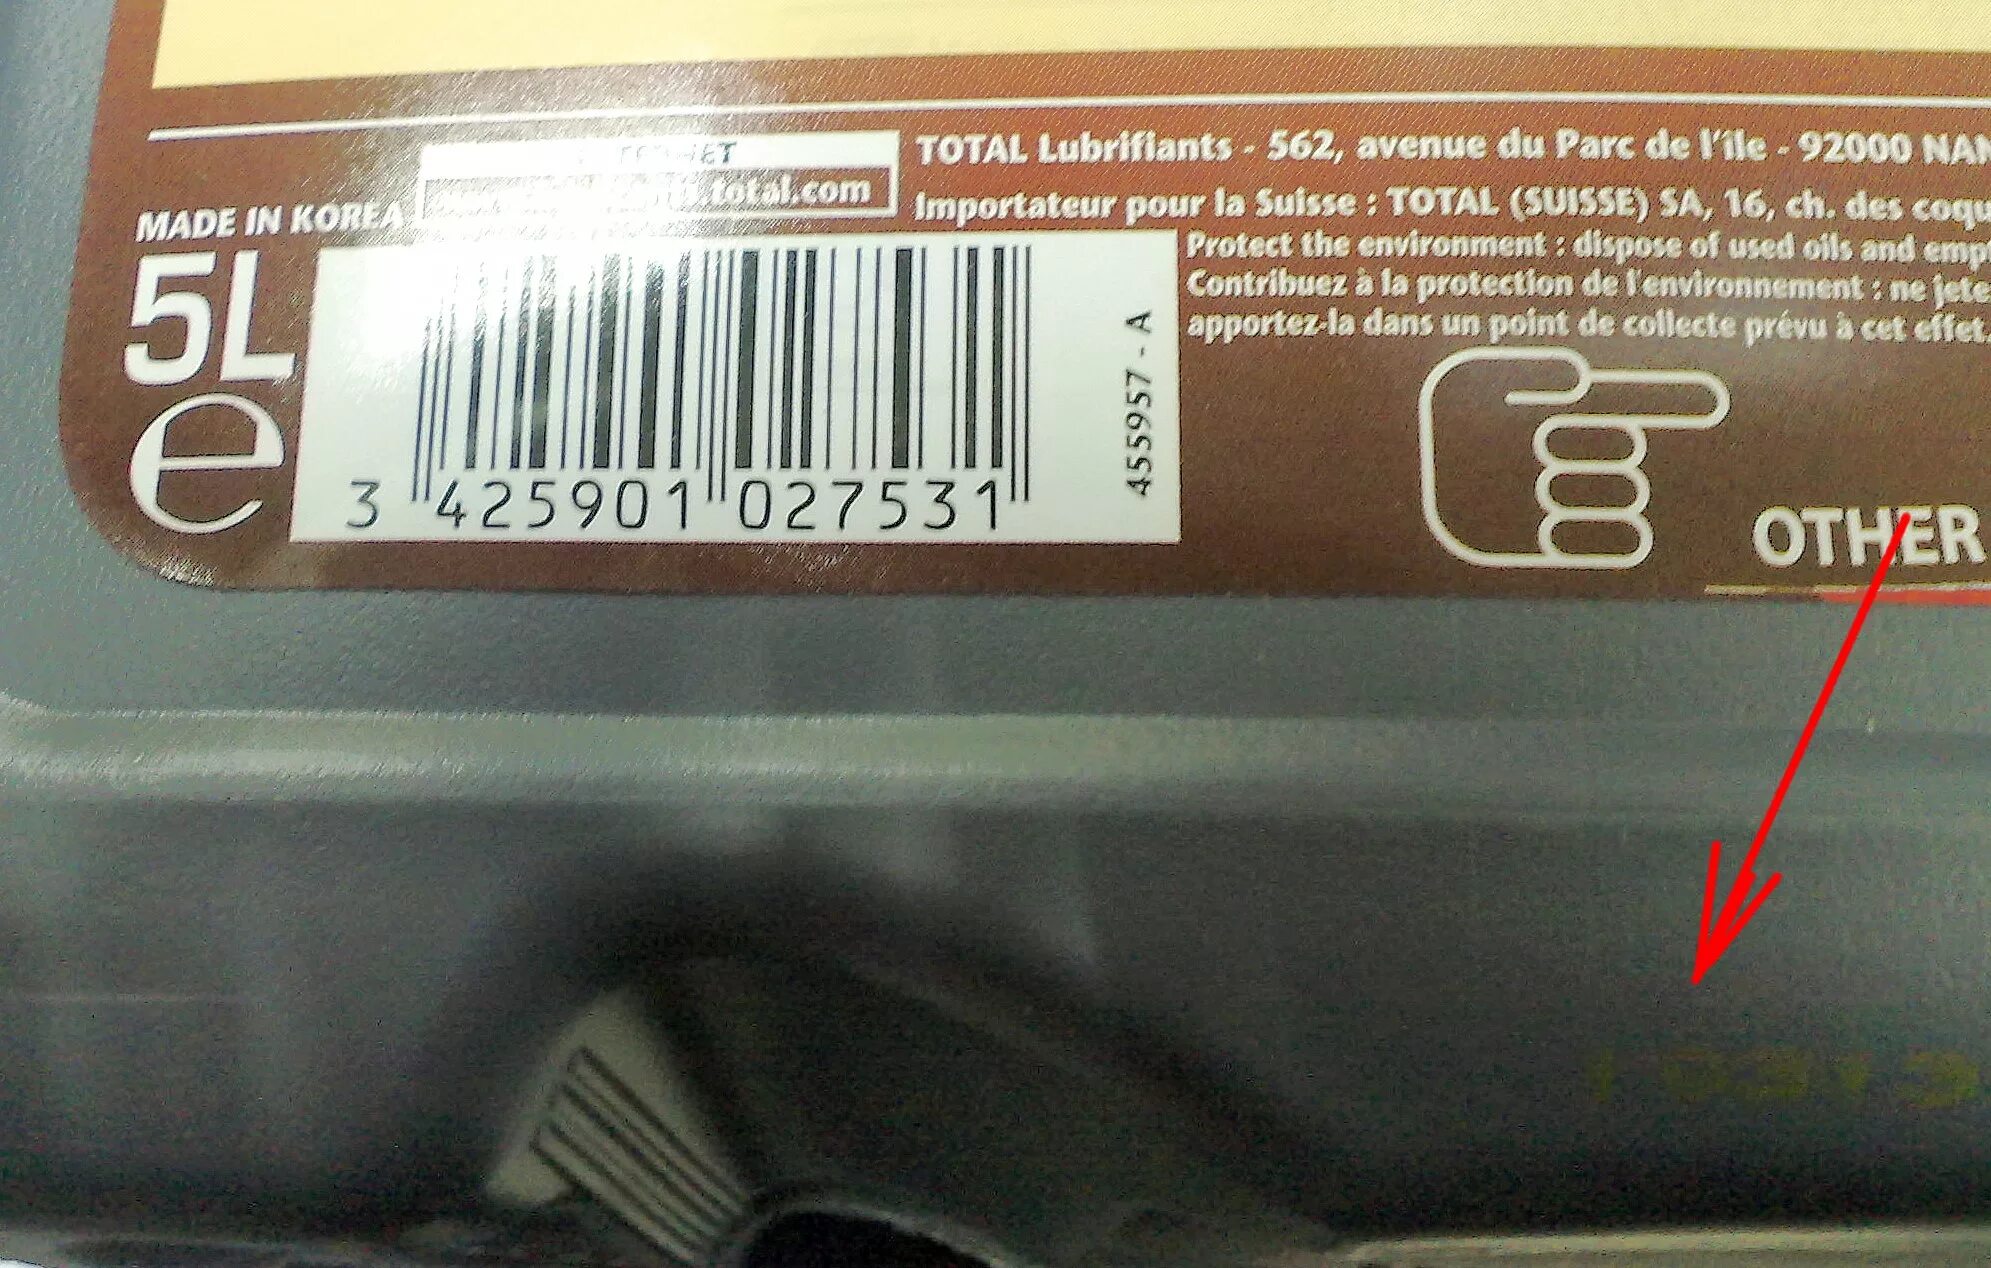 TOTAL Lubrifiants - 562, avenue du Parc de l'île - 92000 NAN
.total.com
Importateur pour la Suisse : TOTAL (SUISSE) SA, 16, ch. des coqu
MADE IN KOREA
Protect the environment : dispose of used oils and emp
Contribuez à la protection de l'environnement : ne jete
apportez-la dans un point de collecte prévu à cet effet.
5L
e
455957 - A
3 425901 027531
OTHER